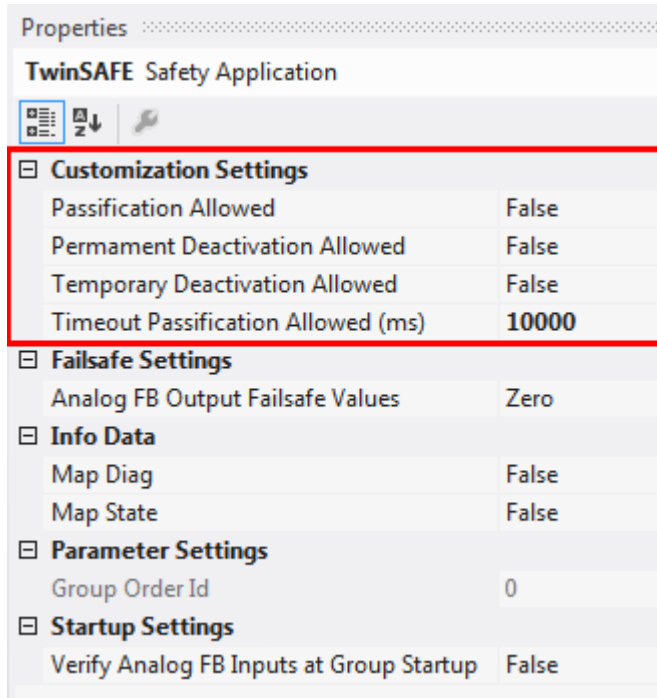 Properties
TwinSAFE Safety Application
Customization Settings
Passification Allowed False
Permament Deactivation Allowed False
Temporary Deactivation Allowed False
Timeout Passification Allowed (ms) 10000
Failsafe Settings
Analog FB Output Failsafe Values Zero
Info Data
Map Diag False
Map State False
Parameter Settings
Group Order Id 0
Startup Settings
Verify Analog FB Inputs at Group Startup False